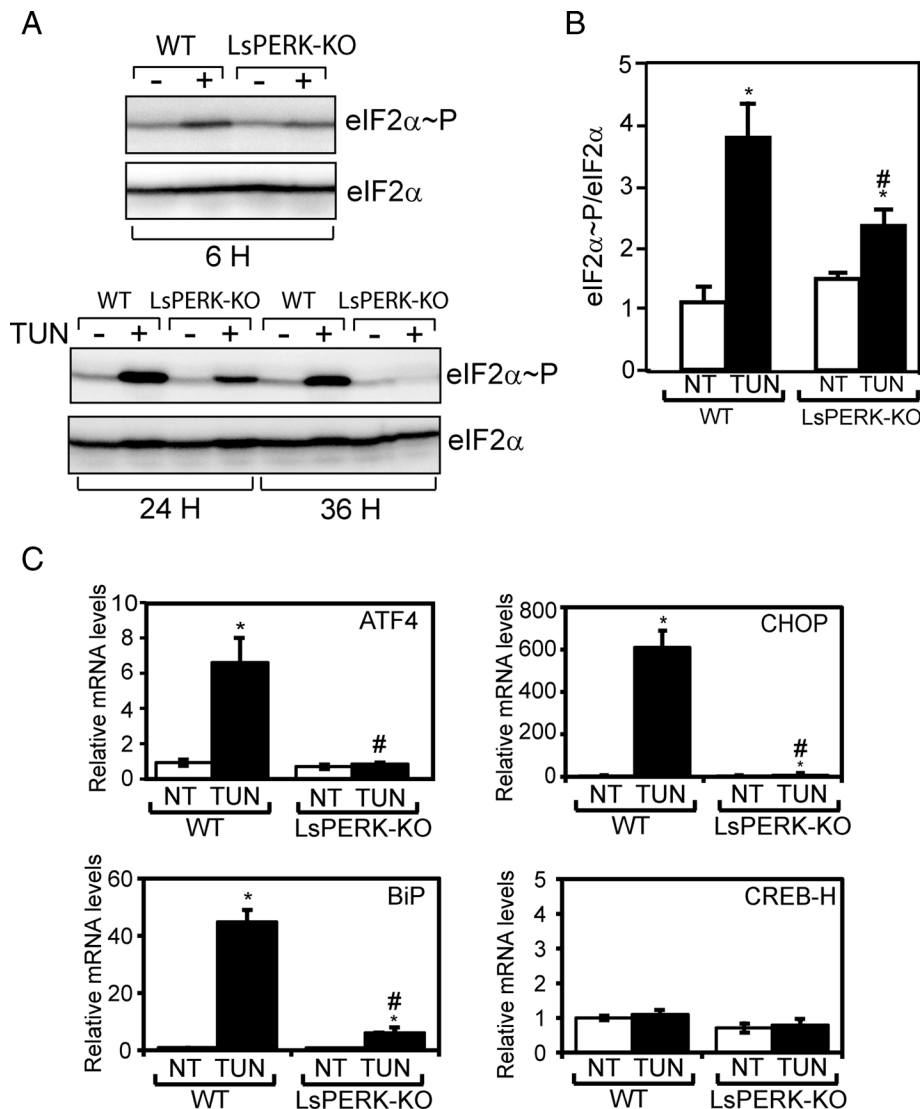 A
WT LsPERK-KO
- + - +
eIF2α~P
eIF2α
6 H
WT LsPERK-KO WT LsPERK-KO
TUN - + - + - + - +
eIF2α~P
eIF2α
24 H 36 H
B
eIF2α~P/eIF2α
5
4
3
2
1
0
*
#
*
NT TUN NT TUN
WT LsPERK-KO
C
Relative mRNA levels
10
8
6
4
2
0
ATF4
*
#
NT TUN NT TUN
WT LsPERK-KO
Relative mRNA levels
800
600
400
200
0
CHOP
*
#
*
NT TUN NT TUN
WT LsPERK-KO
Relative mRNA levels
60
40
20
0
BiP
*
#
*
NT TUN NT TUN
WT LsPERK-KO
Relative mRNA levels
5
4
3
2
1
0
CREB-H
NT TUN NT TUN
WT LsPERK-KO